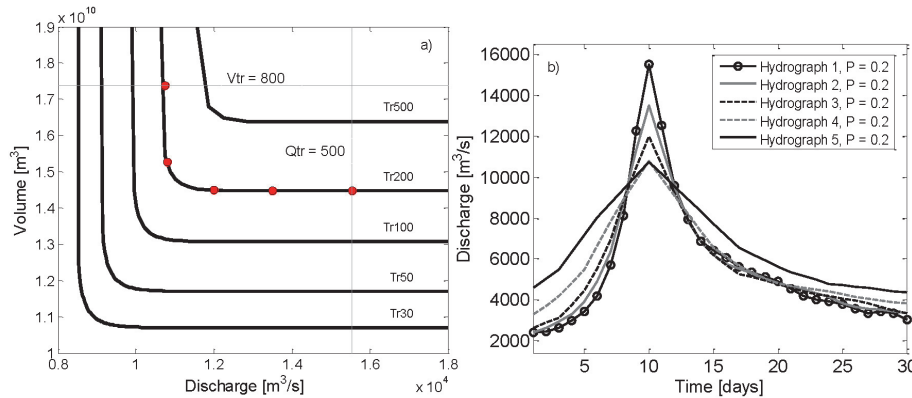 x 10^10
a)
1.9
1.8
1.7
1.6
1.5
1.4
1.3
1.2
1.1
1
Volume [m³]
Vtr = 800
Tr500
Qtr = 500
Tr200
Tr100
Tr50
Tr30
0.8
1
1.2
1.4
1.6
1.8
Discharge [m³/s]
x 10^4
b)
16000
14000
12000
10000
8000
6000
4000
2000
Discharge [m³/s]
Hydrograph 1, P = 0.2
Hydrograph 2, P = 0.2
Hydrograph 3, P = 0.2
Hydrograph 4, P = 0.2
Hydrograph 5, P = 0.2
5
10
15
20
25
30
Time [days]